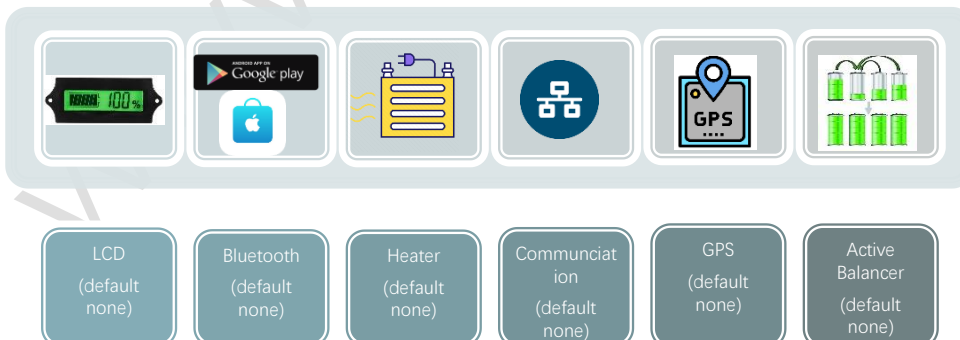 100%
ANDROID APP ON
Google play
GPS
LCD
(default
none)
Bluetooth
(default
none)
Heater
(default
none)
Communciat
ion
(default
none)
GPS
(default
none)
Active
Balancer
(default
none)